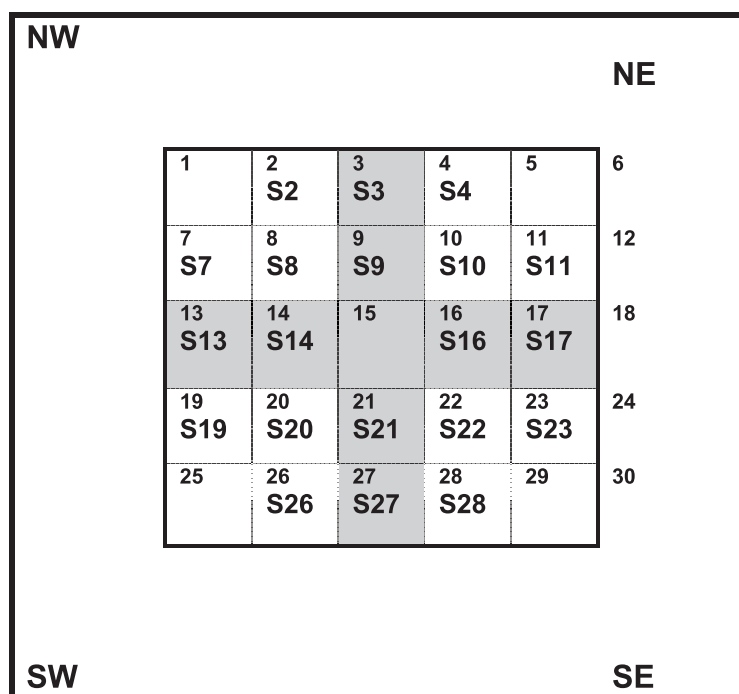 NW
NE
1 2 3 4 5 6
S2 S3 S4
7 8 9 10 11 12
S7 S8 S9 S10 S11
13 14 15 16 17 18
S13 S14 S16 S17
19 20 21 22 23 24
S19 S20 S21 S22 S23
25 26 27 28 29 30
S26 S27 S28
SW SE